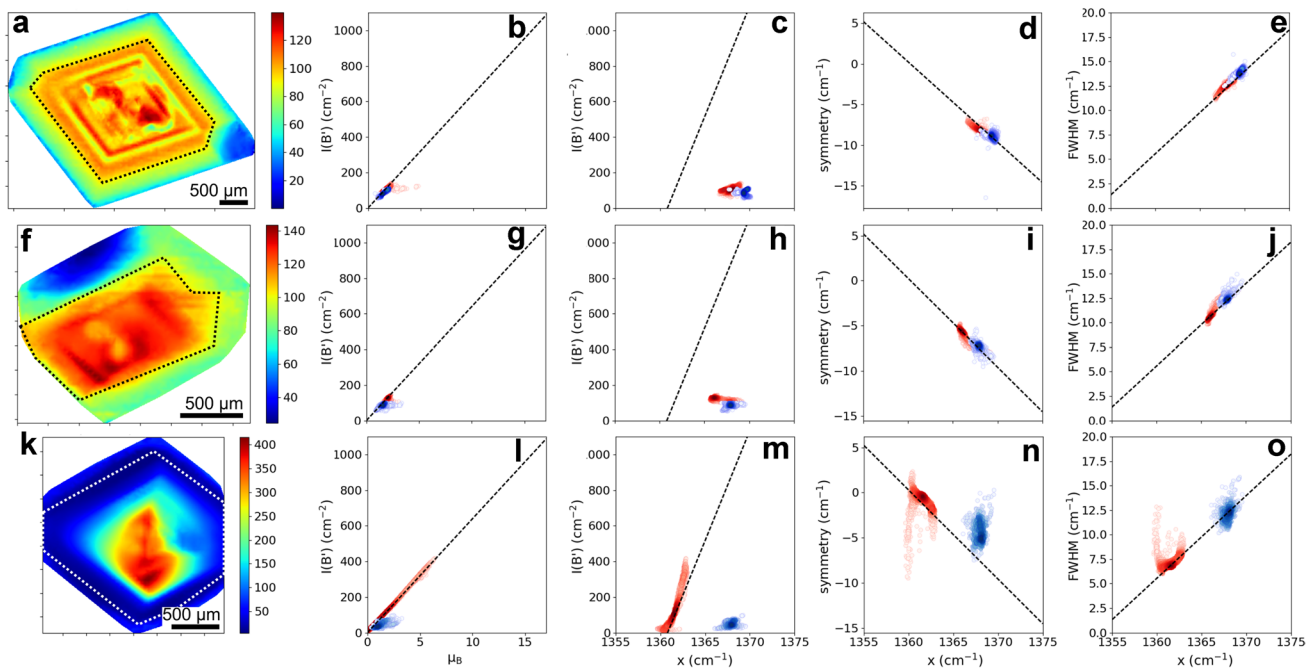 a
120
100
80
60
40
20
500 µm
b
I(B') (cm⁻²)
1000
800
600
400
200
0
c
I(B') (cm⁻²)
1000
800
600
400
200
0
d
symmetry (cm⁻¹)
5
0
−5
−10
−15
e
FWHM (cm⁻¹)
20.0
17.5
15.0
12.5
10.0
7.5
5.0
2.5
0.0
f
140
120
100
80
60
40
500 µm
g
I(B') (cm⁻²)
1000
800
600
400
200
0
h
I(B') (cm⁻²)
1000
800
600
400
200
0
i
symmetry (cm⁻¹)
5
0
−5
−10
−15
j
FWHM (cm⁻¹)
20.0
17.5
15.0
12.5
10.0
7.5
5.0
2.5
0.0
k
400
350
300
250
200
150
100
50
500 µm
l
I(B') (cm⁻²)
1000
800
600
400
200
0
0 5 10 15
μB
m
I(B') (cm⁻²)
1000
800
600
400
200
0
1355 1360 1365 1370 1375
x (cm⁻¹)
n
symmetry (cm⁻¹)
5
0
−5
−10
−15
1355 1360 1365 1370 1375
x (cm⁻¹)
o
FWHM (cm⁻¹)
20.0
17.5
15.0
12.5
10.0
7.5
5.0
2.5
0.0
1355 1360 1365 1370 1375
x (cm⁻¹)